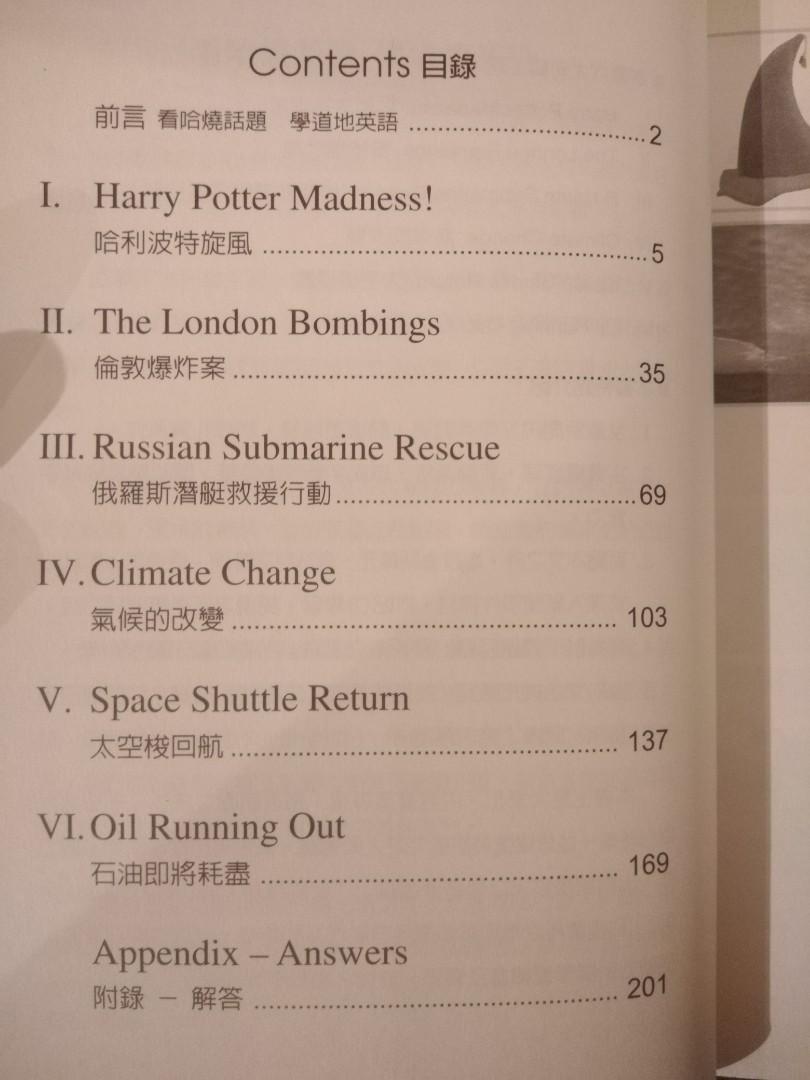 Contents 目錄
前言 看哈燒話題 學道地英語 ........................ 2
I. Harry Potter Madness!
哈利波特旋風 ........................ 5
II. The London Bombings
倫敦爆炸案 ........................ 35
III. Russian Submarine Rescue
俄羅斯潛艇救援行動 ........................ 69
IV. Climate Change
氣候的改變 ........................ 103
V. Space Shuttle Return
太空梭回航 ........................ 137
VI. Oil Running Out
石油即將耗盡 ........................ 169
Appendix – Answers
附錄 – 解答 ........................ 201